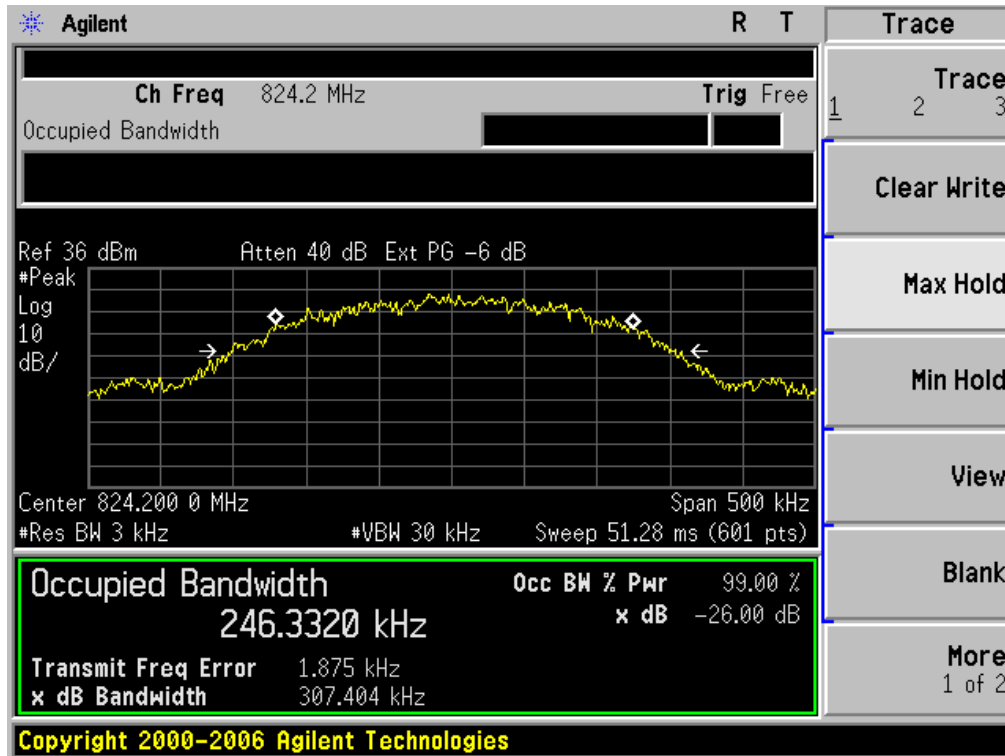 Agilent R T Trace
Ch Freq 824.2 MHz Trig Free
Occupied Bandwidth
Trace
1 2 3
Clear Write
Max Hold
Min Hold
View
Blank
More
1 of 2
Ref 36 dBm Atten 40 dB Ext PG -6 dB
#Peak
Log
10
dB/
Center 824.200 0 MHz Span 500 kHz
#Res BW 3 kHz #VBW 30 kHz Sweep 51.28 ms (601 pts)
Occupied Bandwidth Occ BW % Pwr 99.00 %
246.3320 kHz x dB -26.00 dB
Transmit Freq Error 1.875 kHz
x dB Bandwidth 307.404 kHz
Copyright 2000-2006 Agilent Technologies